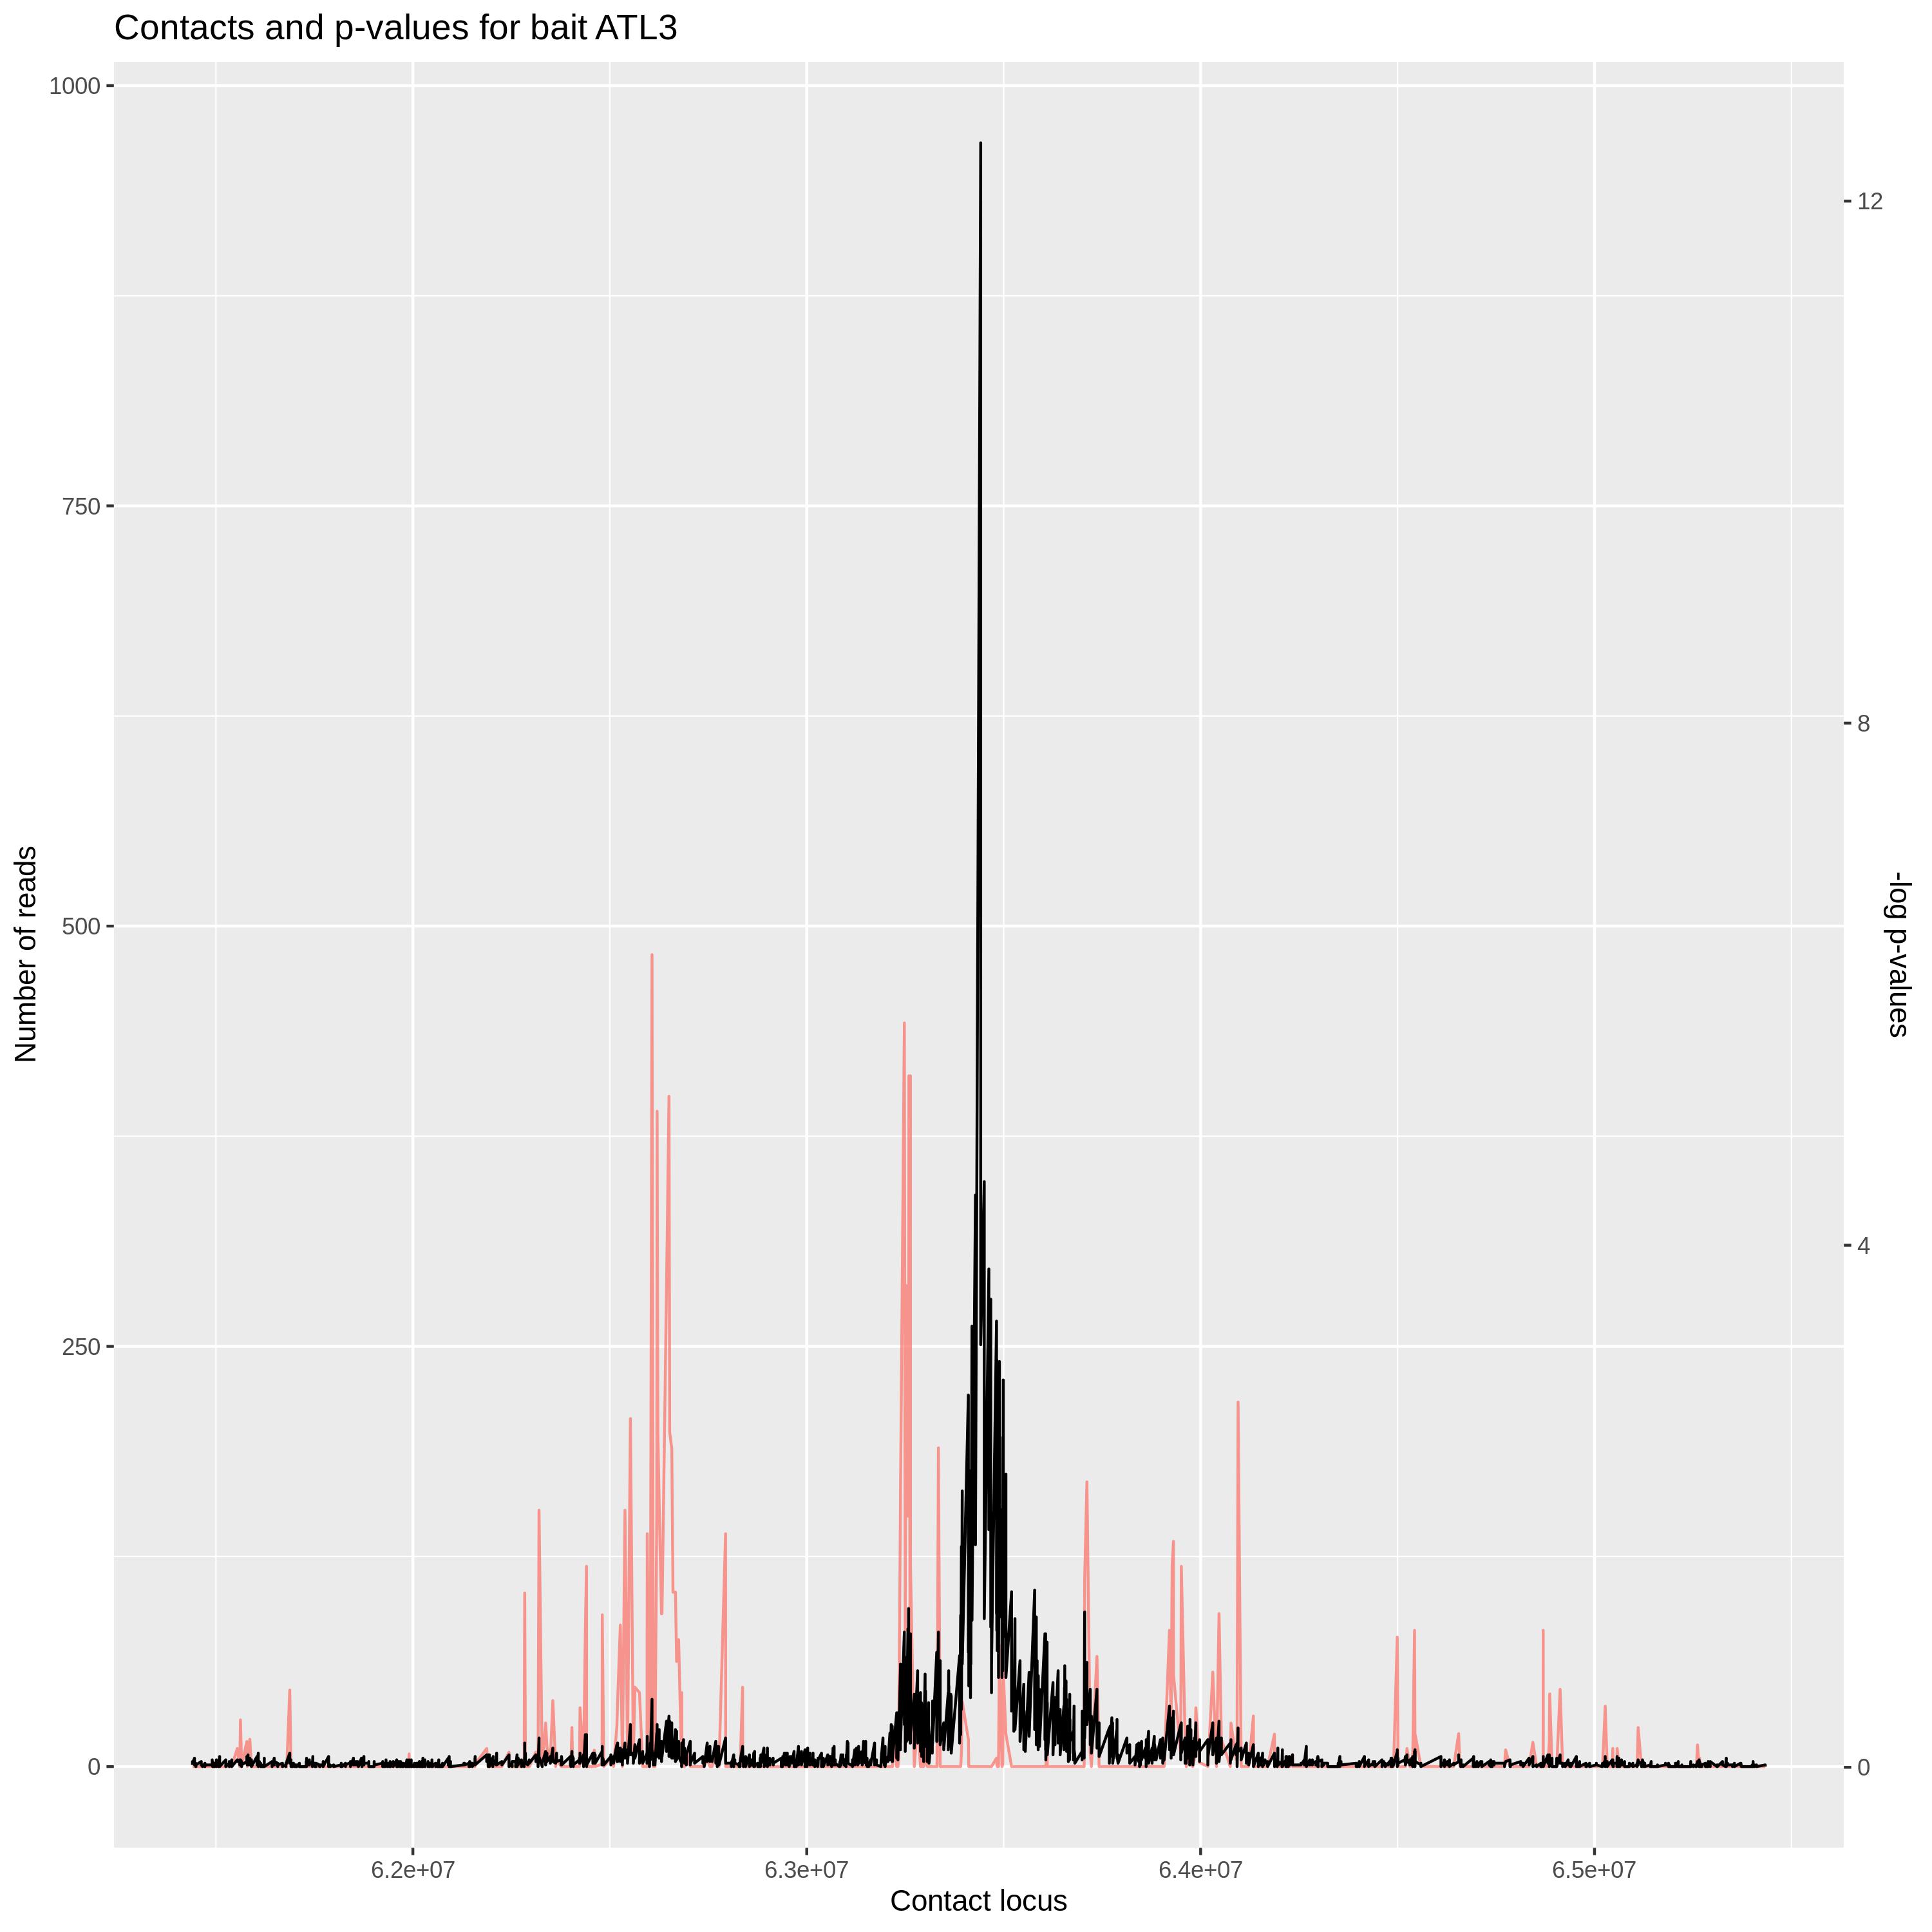 Contacts and p-values for bait ATL3
1000
750
500
250
0
12
8
4
0
Number of reads
-log p-values
6.2e+07
6.3e+07
6.4e+07
6.5e+07
Contact locus